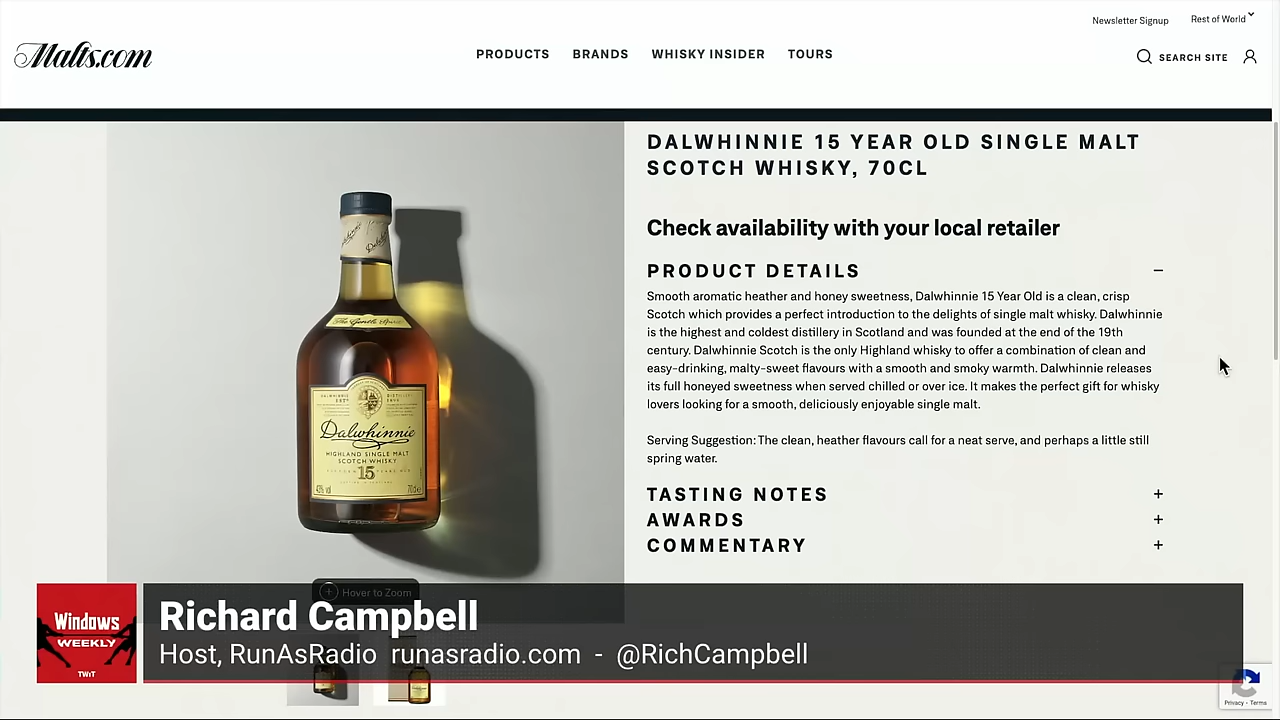 Newsletter Signup
Rest of World
Malts.com
PRODUCTS
BRANDS
WHISKY INSIDER
TOURS
SEARCH SITE
DALWHINNIE 15 YEAR OLD SINGLE MALT
SCOTCH WHISKY, 70CL
Check availability with your local retailer
PRODUCT DETAILS
Smooth aromatic heather and honey sweetness, Dalwhinnie 15 Year Old is a clean, crisp
Scotch which provides a perfect introduction to the delights of single malt whisky. Dalwhinnie
is the highest and coldest distillery in Scotland and was founded at the end of the 19th
century. Dalwhinnie Scotch is the only Highland whisky to offer a combination of clean and
easy-drinking, malty-sweet flavours with a smooth and smoky warmth. Dalwhinnie releases
its full honeyed sweetness when served chilled or over ice. It makes the perfect gift for whisky
lovers looking for a smooth, deliciously enjoyable single malt.
Serving Suggestion: The clean, heather flavours call for a neat serve, and perhaps a little still
spring water.
TASTING NOTES
AWARDS
COMMENTARY
The Gentle Spirit
Dalwhinnie
HIGHLAND SINGLE MALT
SCOTCH WHISKY
15
43% vol
70cl
Hover to Zoom
Windows
WEEKLY
TWiT
Richard Campbell
Host, RunAsRadio runasradio.com - @RichCampbell
Privacy - Terms